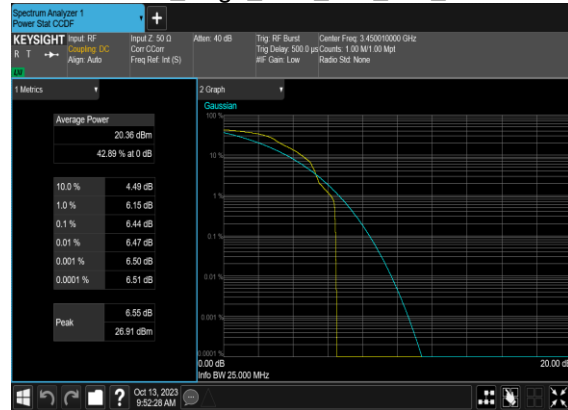 Spectrum Analyzer 1
Power Stat CCDF
KEYSIGHT
R T
LW
Input: RF
Coupling: DC
Align: Auto
Input Z: 50 Ω
Corr CCorr
Freq Ref: Int (S)
Atten: 40 dB
Trig: RF Burst
Trig Delay: 500.0 µs
#IF Gain: Low
Center Freq: 3.450010000 GHz
Counts: 1.00 M/1.00 Mpt
Radio Std: None
1 Metrics
Average Power
20.36 dBm
42.89 % at 0 dB
10.0 % 4.49 dB
1.0 % 6.15 dB
0.1 % 6.44 dB
0.01 % 6.47 dB
0.001 % 6.50 dB
0.0001 % 6.51 dB
Peak
6.55 dB
26.91 dBm
2 Graph
Gaussian
100 %
10 %
1 %
0.1 %
0.01 %
0.001 %
0.0001 %
0.00 dB
20.00 dB
Info BW 25.000 MHz
?
Oct 13, 2023
9:52:28 AM